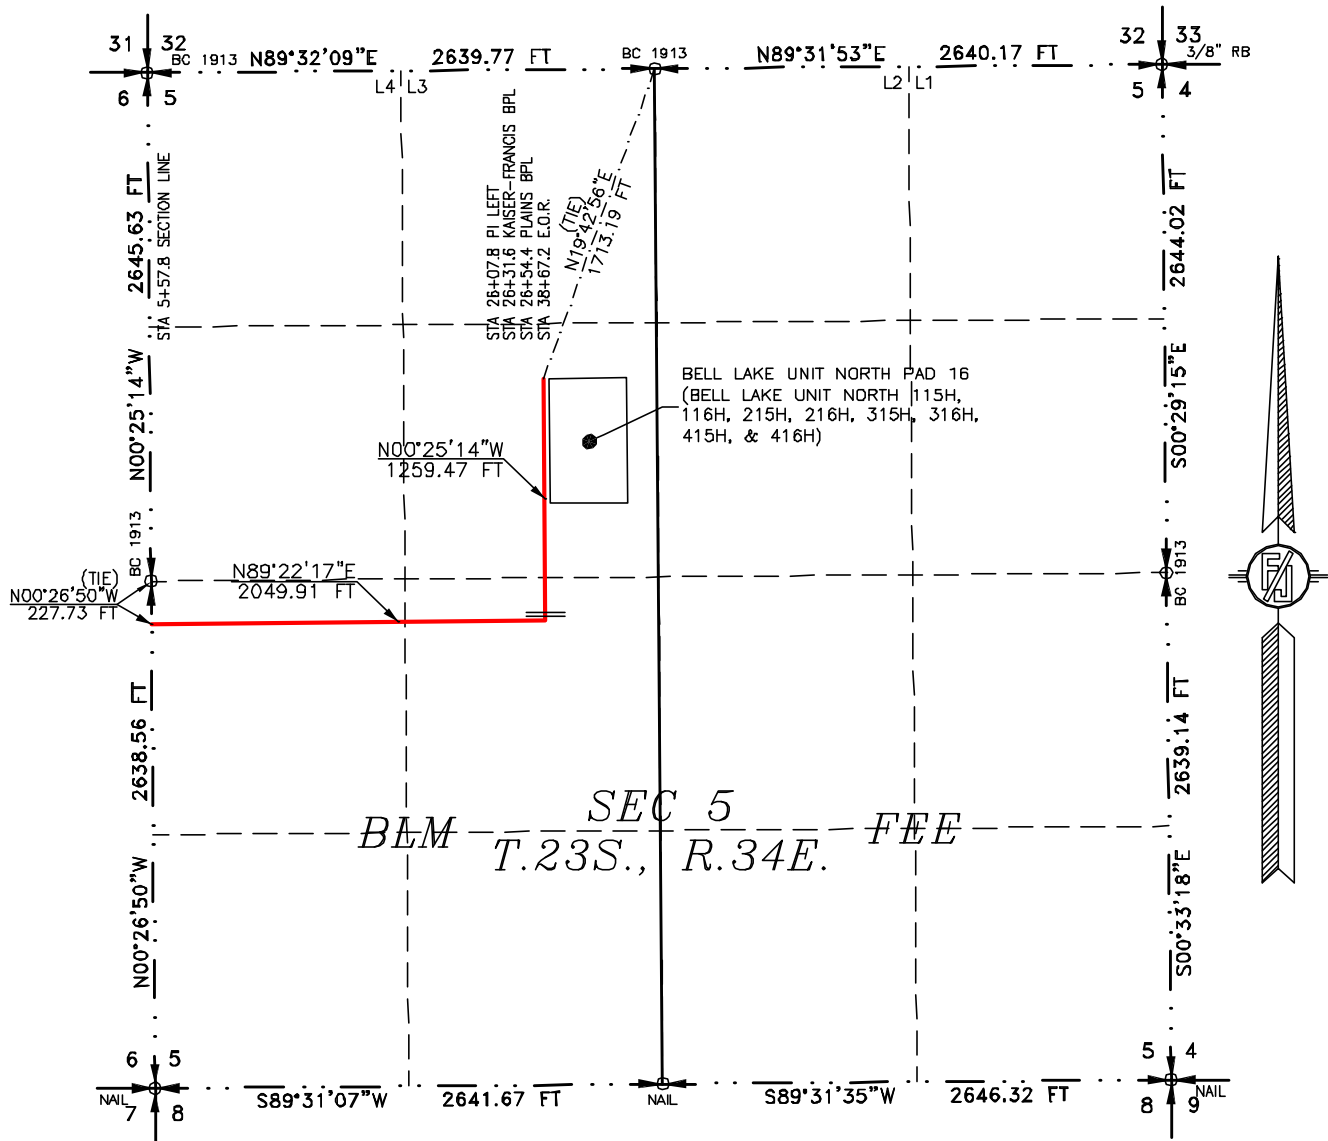 31 32
BC 1913
N89°32'09"E 2639.77 FT
BC 1913
N89°31'53"E 2640.17 FT
32 33
3/8" RB
6 5
L4 L3
L2 L1
5 4
2645.63 FT
N00°25'14"W
STA 5+57.8 SECTION LINE
STA 26+07.8 PI LEFT
STA 26+31.6 KAISER-FRANCIS BPL
STA 26+54.4 PLAINS BPL
STA 38+67.2 E.O.R.
(TIE)
N19°42'56"E
1713.19 FT
2644.02 FT
S00°29'15"E
BELL LAKE UNIT NORTH PAD 16
(BELL LAKE UNIT NORTH 115H,
116H, 215H, 216H, 315H, 316H,
415H, & 416H)
N00°25'14"W
1259.47 FT
BC 1913
(TIE)
N00°26'50"W
227.73 FT
N89°22'17"E
2049.91 FT
BC 1913
2638.56 FT
N00°26'50"W
2639.14 FT
S00°33'18"E
SEC 5
BLM
FEE
T.23S., R.34E.
6 5
NAIL
7 8
S89°31'07"W 2641.67 FT
NAIL
S89°31'35"W 2646.32 FT
5 4
NAIL
8 9